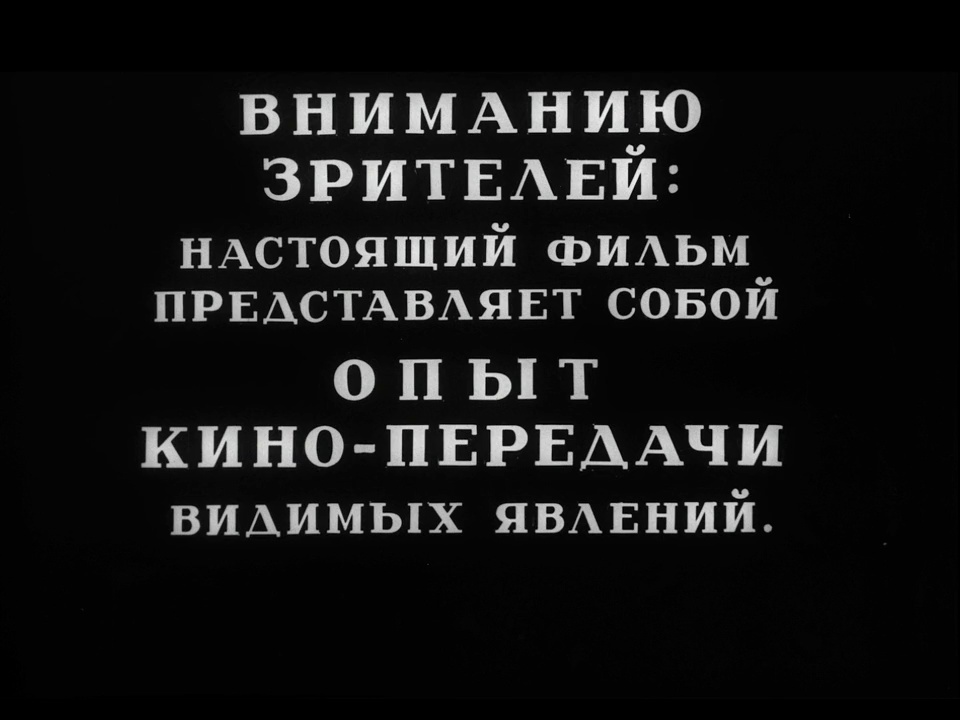 ВНИМАНИЮ
ЗРИТЕЛЕЙ:
НАСТОЯЩИЙ ФИЛЬМ
ПРЕДСТАВЛЯЕТ СОБОЙ
ОПЫТ
КИНО-ПЕРЕДАЧИ
ВИДИМЫХ ЯВЛЕНИЙ.